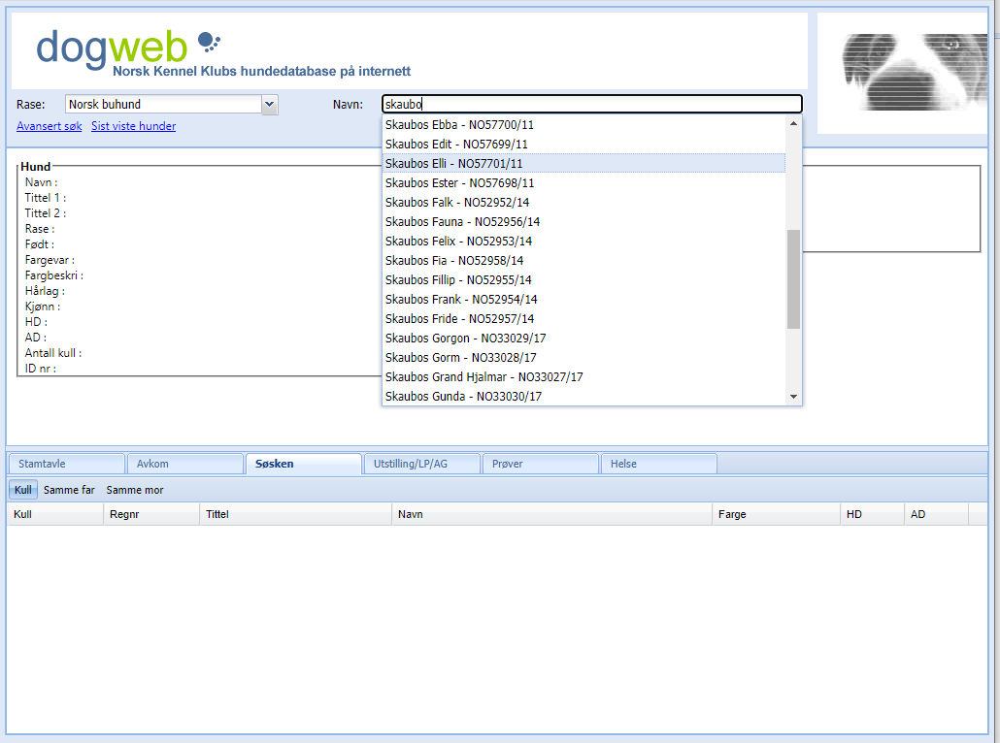 dogweb
Norsk Kennel Klubs hundedatabase på internett
Rase: Norsk buhund Navn: skaubo
Avansert søk Sist viste hunder
Skaubos Ebba - NO57700/11
Skaubos Edit - NO57699/11
Skaubos Elli - NO57701/11
Skaubos Ester - NO57698/11
Skaubos Falk - NO52952/14
Skaubos Fauna - NO52956/14
Skaubos Felix - NO52953/14
Skaubos Fia - NO52958/14
Skaubos Fillip - NO52955/14
Skaubos Frank - NO52954/14
Skaubos Fride - NO52957/14
Skaubos Gorgon - NO33029/17
Skaubos Gorm - NO33028/17
Skaubos Grand Hjalmar - NO33027/17
Skaubos Gunda - NO33030/17
Hund
Navn :
Tittel 1 :
Tittel 2 :
Rase :
Født :
Fargevar :
Fargbeskri :
Hårlag :
Kjønn :
HD :
AD :
Antall kull :
ID nr :
Stamtavle Avkom Søsken Utstilling/LP/AG Prøver Helse
Kull Samme far Samme mor
Kull Regnr Tittel Navn Farge HD AD